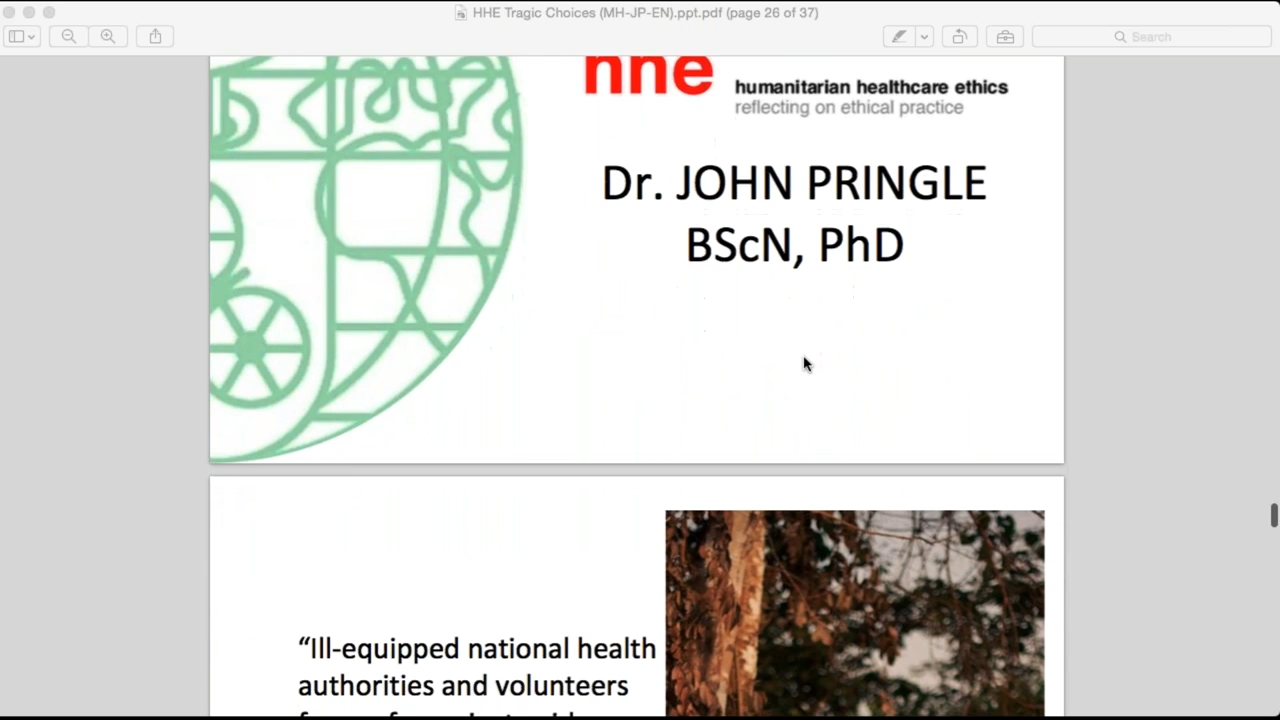 HHE Tragic Choices (MH-JP-EN).ppt.pdf (page 26 of 37)
Search
hhe
humanitarian healthcare ethics
reflecting on ethical practice
Dr. JOHN PRINGLE
BScN, PhD
“Ill-equipped national health
authorities and volunteers